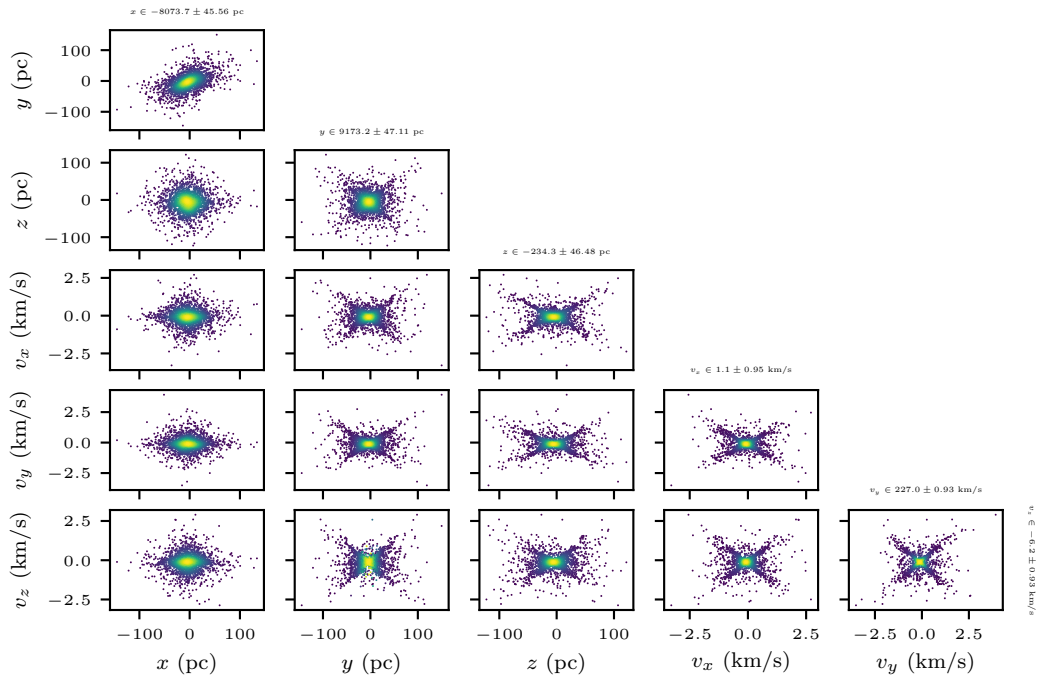 x ∈ −8073.7 ± 45.56 pc
y (pc)
100
0
−100
y ∈ 9173.2 ± 47.11 pc
z (pc)
100
0
−100
z ∈ −234.3 ± 46.48 pc
v_x (km/s)
2.5
0.0
−2.5
v_x ∈ 1.1 ± 0.95 km/s
v_y (km/s)
2.5
0.0
−2.5
v_y ∈ 227.0 ± 0.93 km/s
v_z (km/s)
2.5
0.0
−2.5
v_z ∈ −6.2 ± 0.93 km/s
−100 0 100 −100 0 100 −100 0 100 −2.5 0.0 2.5 −2.5 0.0 2.5
x (pc) y (pc) z (pc) v_x (km/s) v_y (km/s)